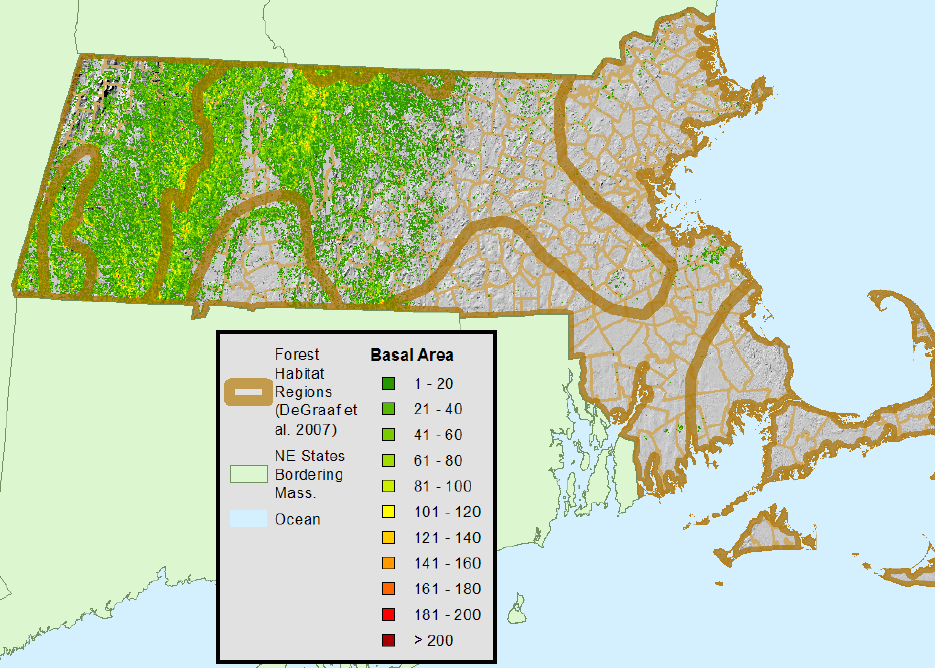 Forest
Habitat
Regions
(DeGraaf et
al. 2007)
NE States
Bordering
Mass.
Ocean
Basal Area
1 - 20
21 - 40
41 - 60
61 - 80
81 - 100
101 - 120
121 - 140
141 - 160
161 - 180
181 - 200
> 200